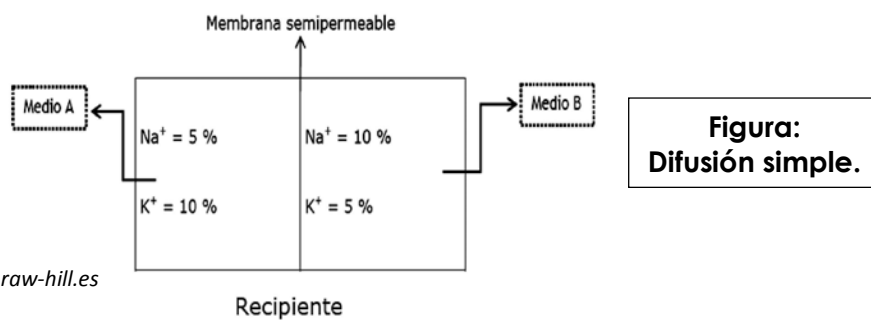 Membrana semipermeable
Medio A
Medio B
Na⁺ = 5 %
Na⁺ = 10 %
K⁺ = 10 %
K⁺ = 5 %
Figura:
Difusión simple.
raw-hill.es
Recipiente